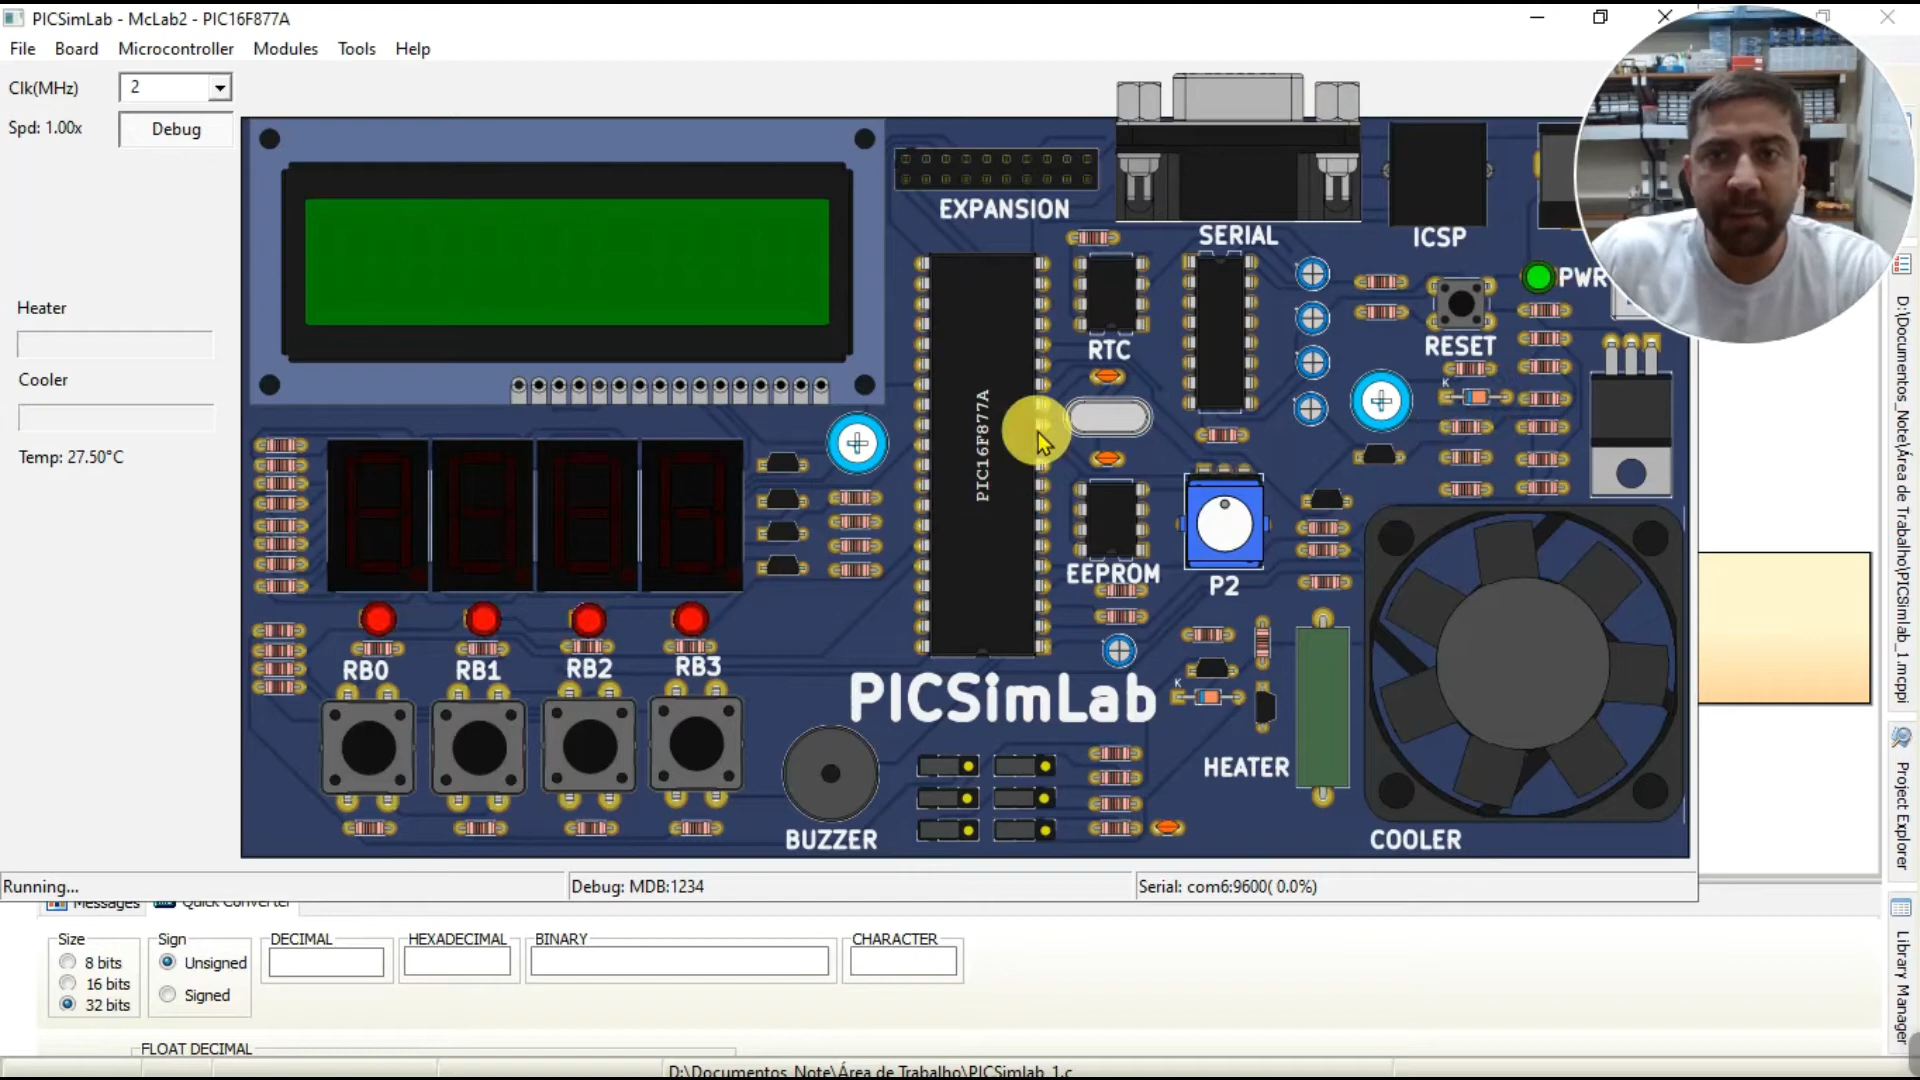 PICSimLab - McLab2 - PIC16F877A
File Board Microcontroller Modules Tools Help
Clk(MHz) 2
Spd: 1.00x Debug
Heater
Cooler
Temp: 27.50°C
EXPANSION
SERIAL
ICSP
PWR
RTC
RESET
PIC16F877A
K
EEPROM
P2
RB0 RB1 RB2 RB3
PICSimLab
K
HEATER
BUZZER
COOLER
Running...
Debug: MDB:1234
Serial: com6:9600( 0.0%)
Messages Quick Converter
Size Sign DECIMAL HEXADECIMAL BINARY CHARACTER
8 bits Unsigned
16 bits
Signed
32 bits
FLOAT DECIMAL
D:\Documentos_Note\Área de Trabalho\PICSimlab_1.c
D:\Documentos_Note\Área de Trabalho\PICSimlab_1.mcppi
Project Explorer
Library Manager